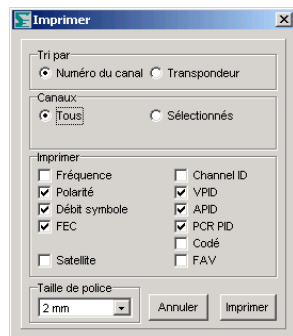 Imprimer
Tri par
Numéro du canal Transpondeur
Canaux
Tous Sélectionnés
Imprimer
Fréquence Channel ID
Polarité VPID
Débit symbole APID
FEC PCR PID
Codé
Satellite FAV
Taille de police
2 mm Annuler Imprimer